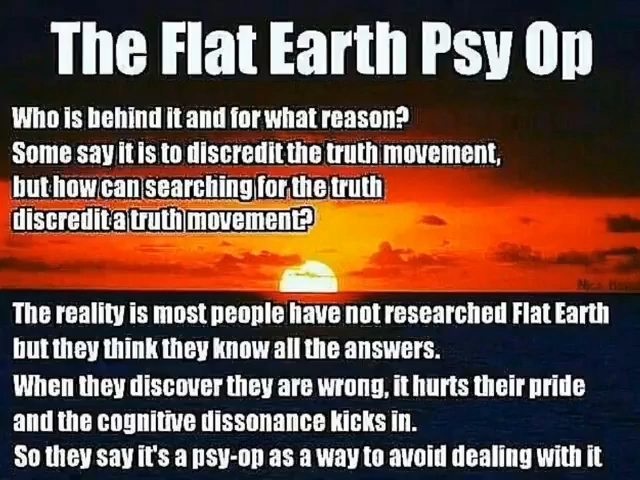 The Flat Earth Psy Op
Who is behind it and for what reason?
Some say it is to discredit the truth movement,
but how can searching for the truth
discredit a truth movement?
The reality is most people have not researched Flat Earth
but they think they know all the answers.
When they discover they are wrong, it hurts their pride
and the cognitive dissonance kicks in.
So they say it's a psy-op as a way to avoid dealing with it